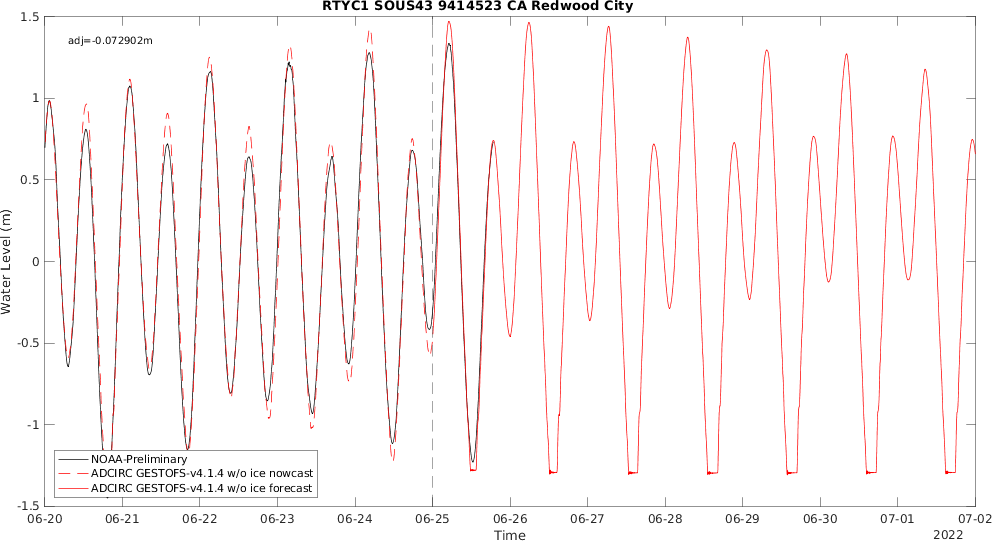 RTYC1 SOUS43 9414523 CA Redwood City
adj=-0.072902m
1.5
1
0.5
0
-0.5
-1
-1.5
Water Level (m)
NOAA-Preliminary
ADCIRC GESTOFS-v4.1.4 w/o ice nowcast
ADCIRC GESTOFS-v4.1.4 w/o ice forecast
06-20 06-21 06-22 06-23 06-24 06-25 06-26 06-27 06-28 06-29 06-30 07-01 07-02
Time
2022